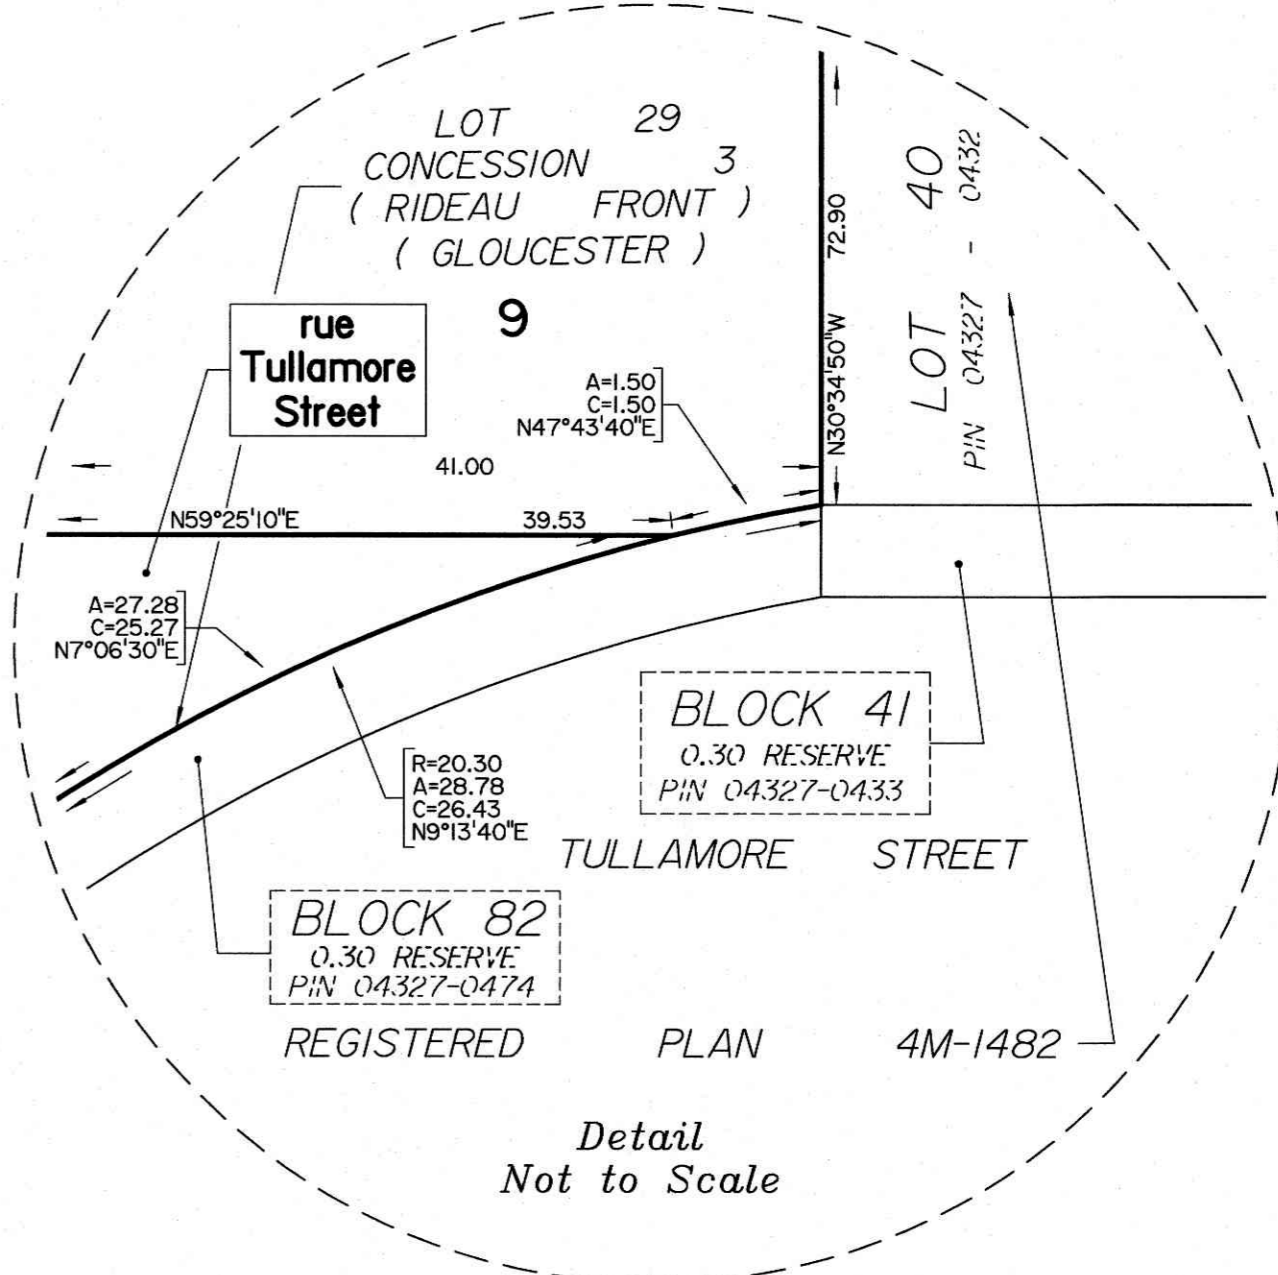 LOT 29
CONCESSION 3
( RIDEAU FRONT )
( GLOUCESTER )
9
rue
Tullamore
Street
72.90
N30°34'50"W
LOT 40
PIN 04327 - 0432
A=1.50
C=1.50
N47°43'40"E
41.00
N59°25'10"E
39.53
A=27.28
C=25.27
N7°06'30"E
R=20.30
A=28.78
C=26.43
N9°13'40"E
BLOCK 41
0.30 RESERVE
PIN 04327-0433
TULLAMORE STREET
BLOCK 82
0.30 RESERVE
PIN 04327-0474
REGISTERED PLAN 4M-1482
Detail
Not to Scale